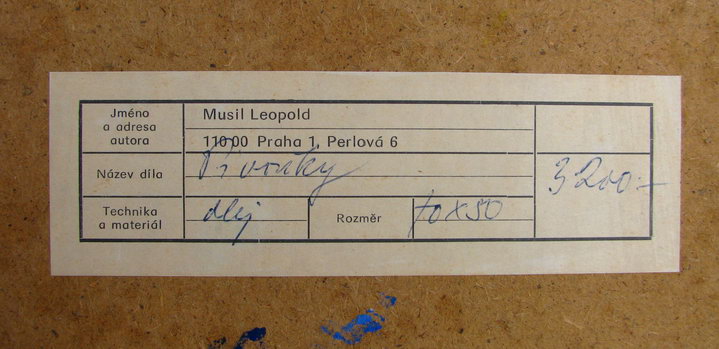 Jméno
a adresa
autora
Musil Leopold
110 00 Praha 1, Perlová 6
Název díla
Technika
a materiál
olej
Rozměr
70x50
3200.-